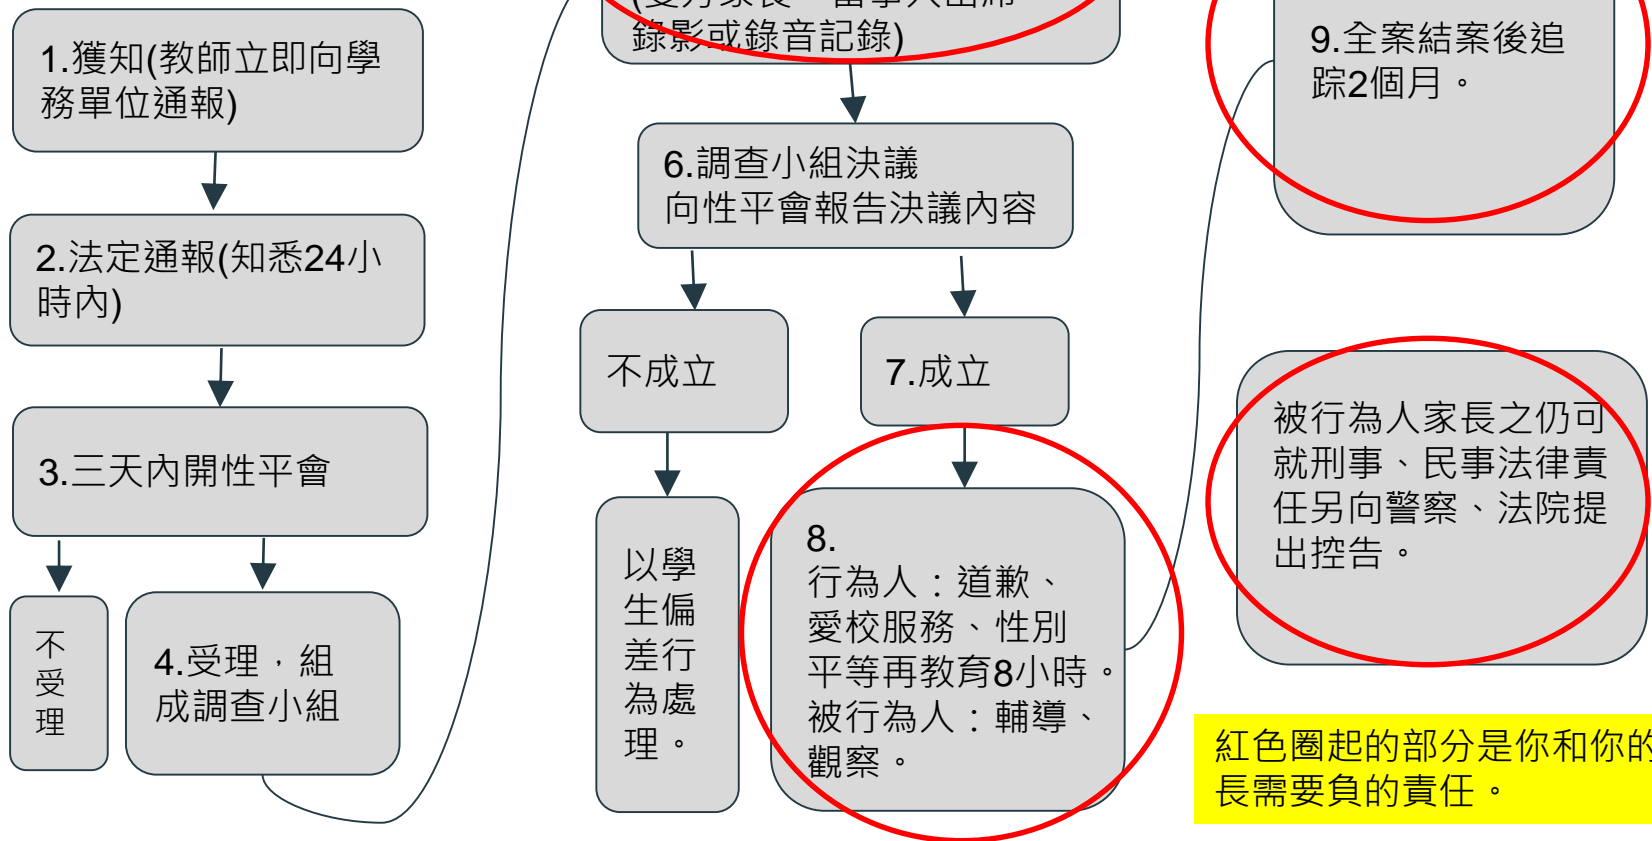 1.獲知(教師立即向學
務單位通報)
2.法定通報(知悉24小
時內)
3.三天內開性平會
不
受
理
4.受理，組
成調查小組
錄影或錄音記錄)
6.調查小組決議
向性平會報告決議內容
不成立
7.成立
以學
生偏
差行
為處
理。
8.
行為人：道歉、
愛校服務、性別
平等再教育8小時。
被行為人：輔導、
觀察。
9.全案結案後追
踪2個月。
被行為人家長之仍可
就刑事、民事法律責
任另向警察、法院提
出控告。
紅色圈起的部分是你和你的
長需要負的責任。